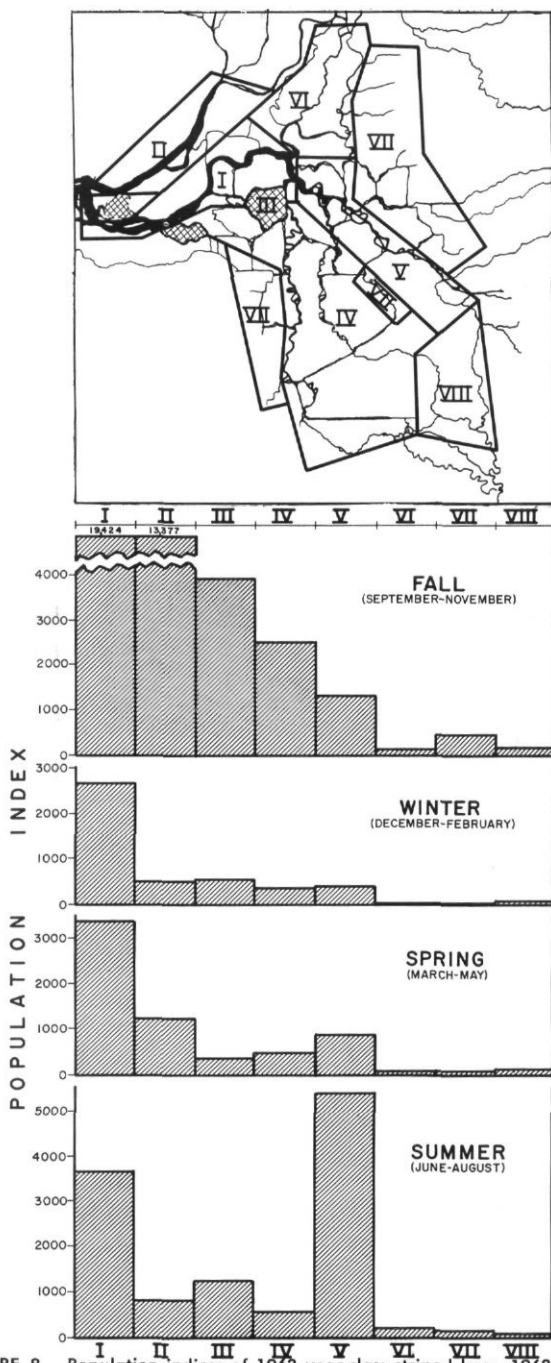 VI
VII
II
I
III
V
VII
VII
IV
VIII
I II III IV V VI VII VIII
19,424 13,377
FALL
(SEPTEMBER-NOVEMBER)
4000
3000
2000
1000
0
WINTER
(DECEMBER-FEBRUARY)
3000
2000
1000
0
SPRING
(MARCH-MAY)
3000
2000
1000
0
SUMMER
(JUNE-AUGUST)
5000
4000
3000
2000
1000
0
POPULATION INDEX
I II III IV V VI VII VIII